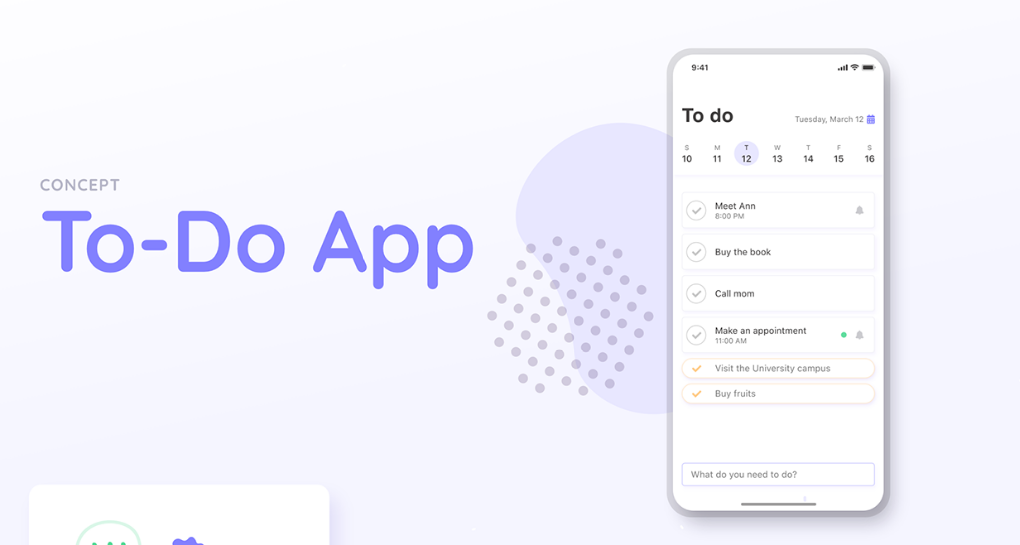 CONCEPT
To-Do App
9:41
To do
Tuesday, March 12
S M T W T F S
10 11 12 13 14 15 16
Meet Ann
8:00 PM
Buy the book
Call mom
Make an appointment
11:00 AM
Visit the University campus
Buy fruits
What do you need to do?